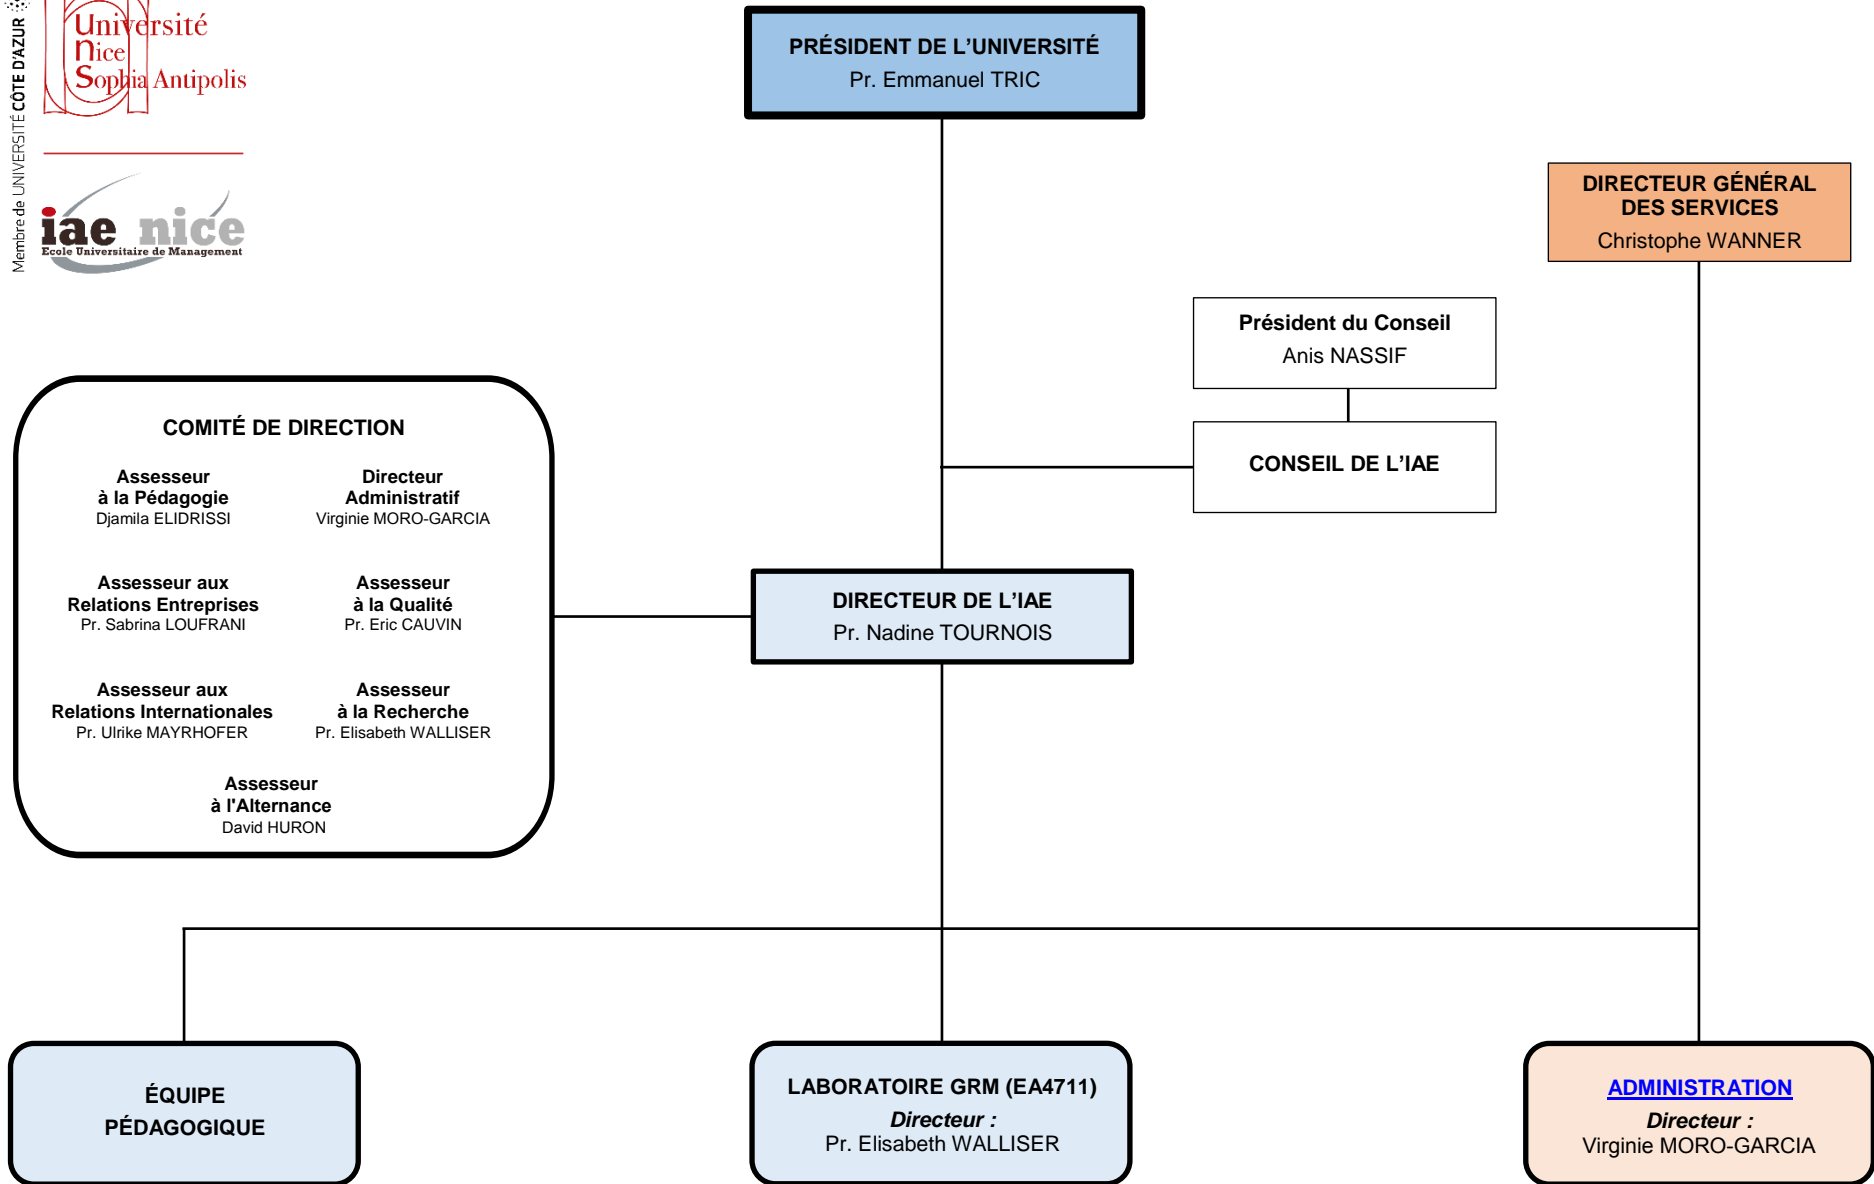 Membre de UNIVERSITÉ CÔTE D'AZUR
Université
Nice
Sophia Antipolis
iae nice
Ecole Universitaire de Management
PRÉSIDENT DE L'UNIVERSITÉ
Pr. Emmanuel TRIC
DIRECTEUR GÉNÉRAL
DES SERVICES
Christophe WANNER
Président du Conseil
Anis NASSIF
CONSEIL DE L'IAE
COMITÉ DE DIRECTION
Assesseur
à la Pédagogie
Djamila ELIDRISSI
Directeur
Administratif
Virginie MORO-GARCIA
Assesseur aux
Relations Entreprises
Pr. Sabrina LOUFRANI
Assesseur
à la Qualité
Pr. Eric CAUVIN
Assesseur aux
Relations Internationales
Pr. Ulrike MAYRHOFER
Assesseur
à la Recherche
Pr. Elisabeth WALLISER
Assesseur
à l'Alternance
David HURON
DIRECTEUR DE L'IAE
Pr. Nadine TOURNOIS
ÉQUIPE
PÉDAGOGIQUE
LABORATOIRE GRM (EA4711)
Directeur :
Pr. Elisabeth WALLISER
ADMINISTRATION
Directeur :
Virginie MORO-GARCIA